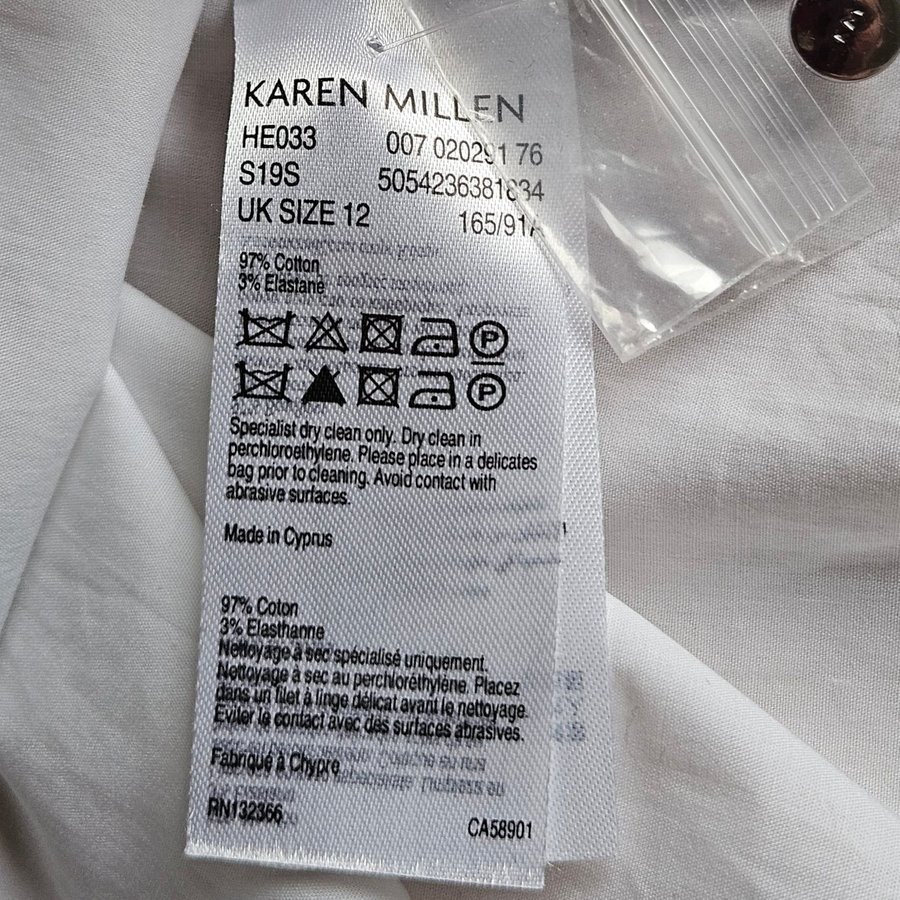 KAREN MILLEN
HE033 007 020291 76
S19S 5054236381834
UK SIZE 12 165/91A
97% Cotton
3% Elastane
P
P
Specialist dry clean only. Dry clean in
perchloroethylene. Please place in a delicates
bag prior to cleaning. Avoid contact with
abrasive surfaces.
Made in Cyprus
97% Coton
3% Elasthanne
Nettoyage à sec spécialisé uniquement.
Nettoyage à sec au perchloréthylène. Placez
dans un filet à linge délicat avant le nettoyage.
Eviter le contact avec des surfaces abrasives.
Fabriqué à Chypre
RN132366
CA58901